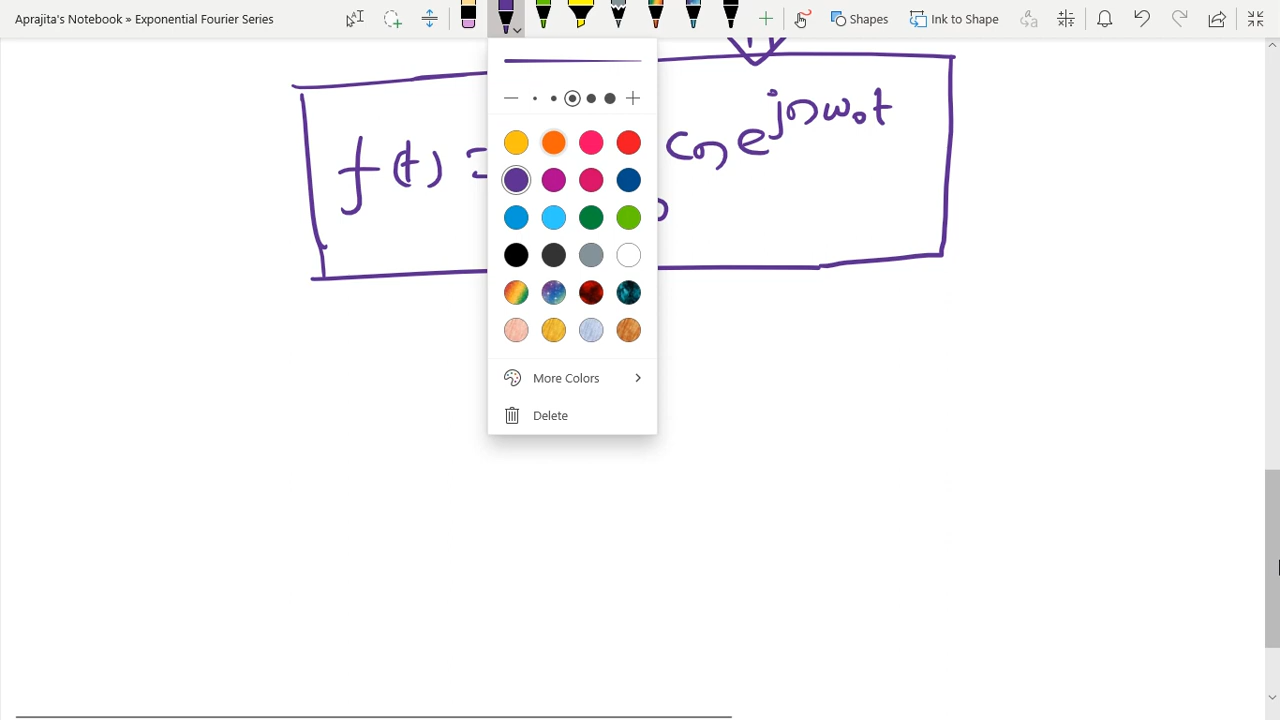 Aprajita's Notebook » Exponential Fourier Series
Shapes
Ink to Shape
f(t) =
cn e^jnω₀t
More Colors
Delete